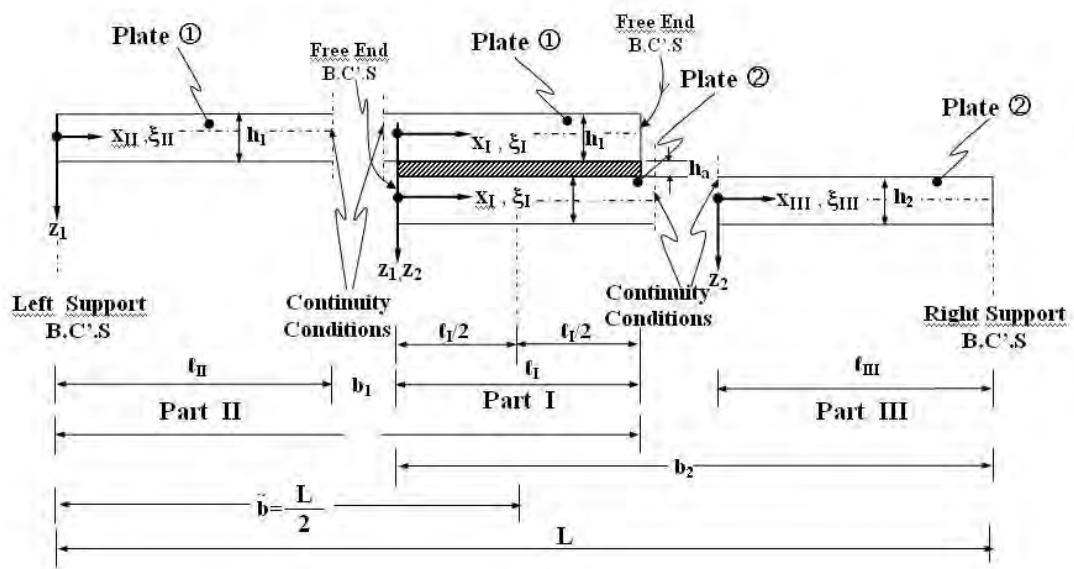 Plate ①
Free End
B.C'.S
Plate ①
Free End
B.C'.S
Plate ②
Plate ②
x_II , ξ_II
h_1
x_I , ξ_I
h_1
h_a
x_I , ξ_I
x_III , ξ_III
h_2
z_1
z_1,z_2
z_2
Left Support
B.C'.S
Continuity
Conditions
Continuity
Conditions
Right Support
B.C'.S
ℓ_I/2
ℓ_I/2
ℓ_II
b_1
ℓ_I
ℓ_III
Part II
Part I
Part III
b_2
b̃=L/2
L